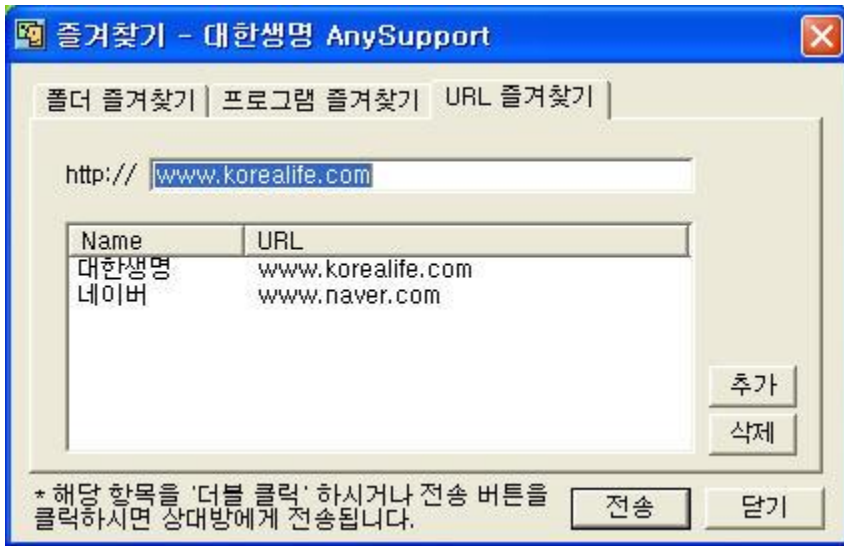 즐겨찾기 - 대한생명 AnySupport
폴더 즐겨찾기 프로그램 즐겨찾기 URL 즐겨찾기
http:// www.korealife.com
Name URL
대한생명 www.korealife.com
네이버 www.naver.com
추가
삭제
* 해당 항목을 '더블 클릭' 하시거나 전송 버튼을
클릭하시면 상대방에게 전송됩니다.
전송 닫기